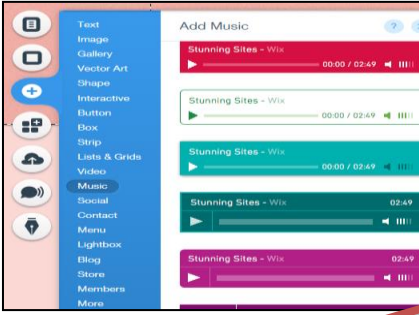 Text
Image
Gallery
Vector Art
Shape
Interactive
Button
Box
Strip
Lists & Grids
Video
Music
Social
Contact
Menu
Lightbox
Blog
Store
Members
More
Add Music
?
Stunning Sites - Wix
00:00 / 02:49
Stunning Sites - Wix
00:00 / 02:49
Stunning Sites - Wix
00:00 / 02:49
Stunning Sites - Wix
02:49
Stunning Sites - Wix
02:49